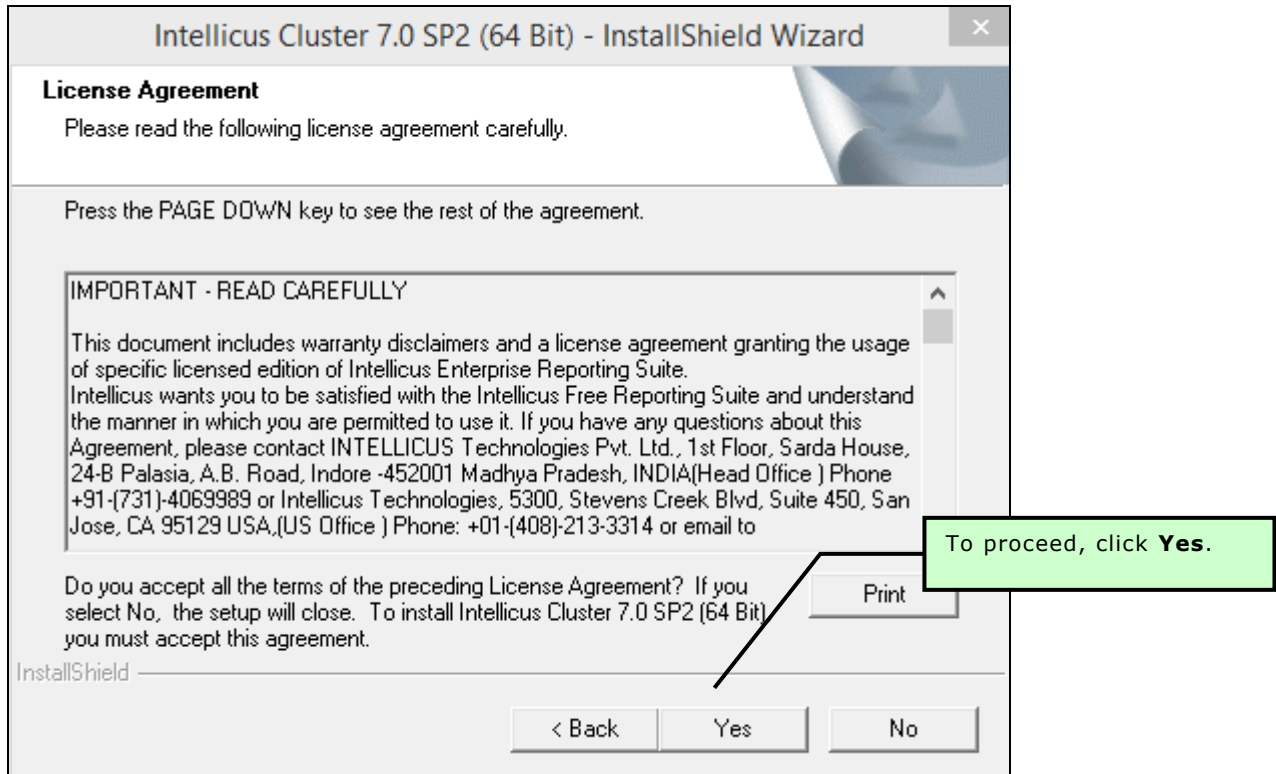 Intellicus Cluster 7.0 SP2 (64 Bit) - InstallShield Wizard
License Agreement
Please read the following license agreement carefully.
Press the PAGE DOWN key to see the rest of the agreement.
IMPORTANT - READ CAREFULLY
This document includes warranty disclaimers and a license agreement granting the usage
of specific licensed edition of Intellicus Enterprise Reporting Suite.
Intellicus wants you to be satisfied with the Intellicus Free Reporting Suite and understand
the manner in which you are permitted to use it. If you have any questions about this
Agreement, please contact INTELLICUS Technologies Pvt. Ltd., 1st Floor, Sarda House,
24-B Palasia, A.B. Road, Indore -452001 Madhya Pradesh, INDIA(Head Office ) Phone
+91-(731)-4069989 or Intellicus Technologies, 5300, Stevens Creek Blvd, Suite 450, San
Jose, CA 95129 USA,(US Office ) Phone: +01-(408)-213-3314 or email to
To proceed, click Yes.
Do you accept all the terms of the preceding License Agreement? If you
select No, the setup will close. To install Intellicus Cluster 7.0 SP2 (64 Bit)
you must accept this agreement.
Print
InstallShield
< Back Yes No